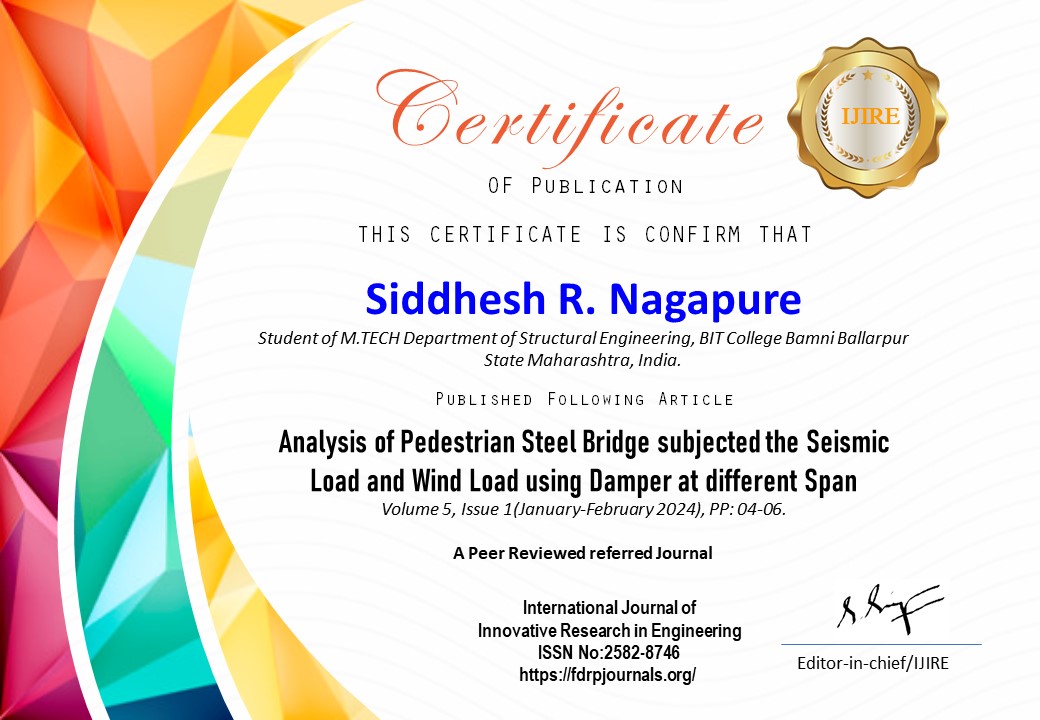 Certificate
IJIRE
OF PUBLICATION
THIS CERTIFICATE IS CONFIRM THAT
Siddhesh R. Nagapure
Student of M.TECH Department of Structural Engineering, BIT College Bamni Ballarpur
State Maharashtra, India.
PUBLISHED FOLLOWING ARTICLE
Analysis of Pedestrian Steel Bridge subjected the Seismic
Load and Wind Load using Damper at different Span
Volume 5, Issue 1(January-February 2024), PP: 04-06.
A Peer Reviewed referred Journal
International Journal of
Innovative Research in Engineering
ISSN No:2582-8746
https://fdrpjournals.org/
Editor-in-chief/IJIRE